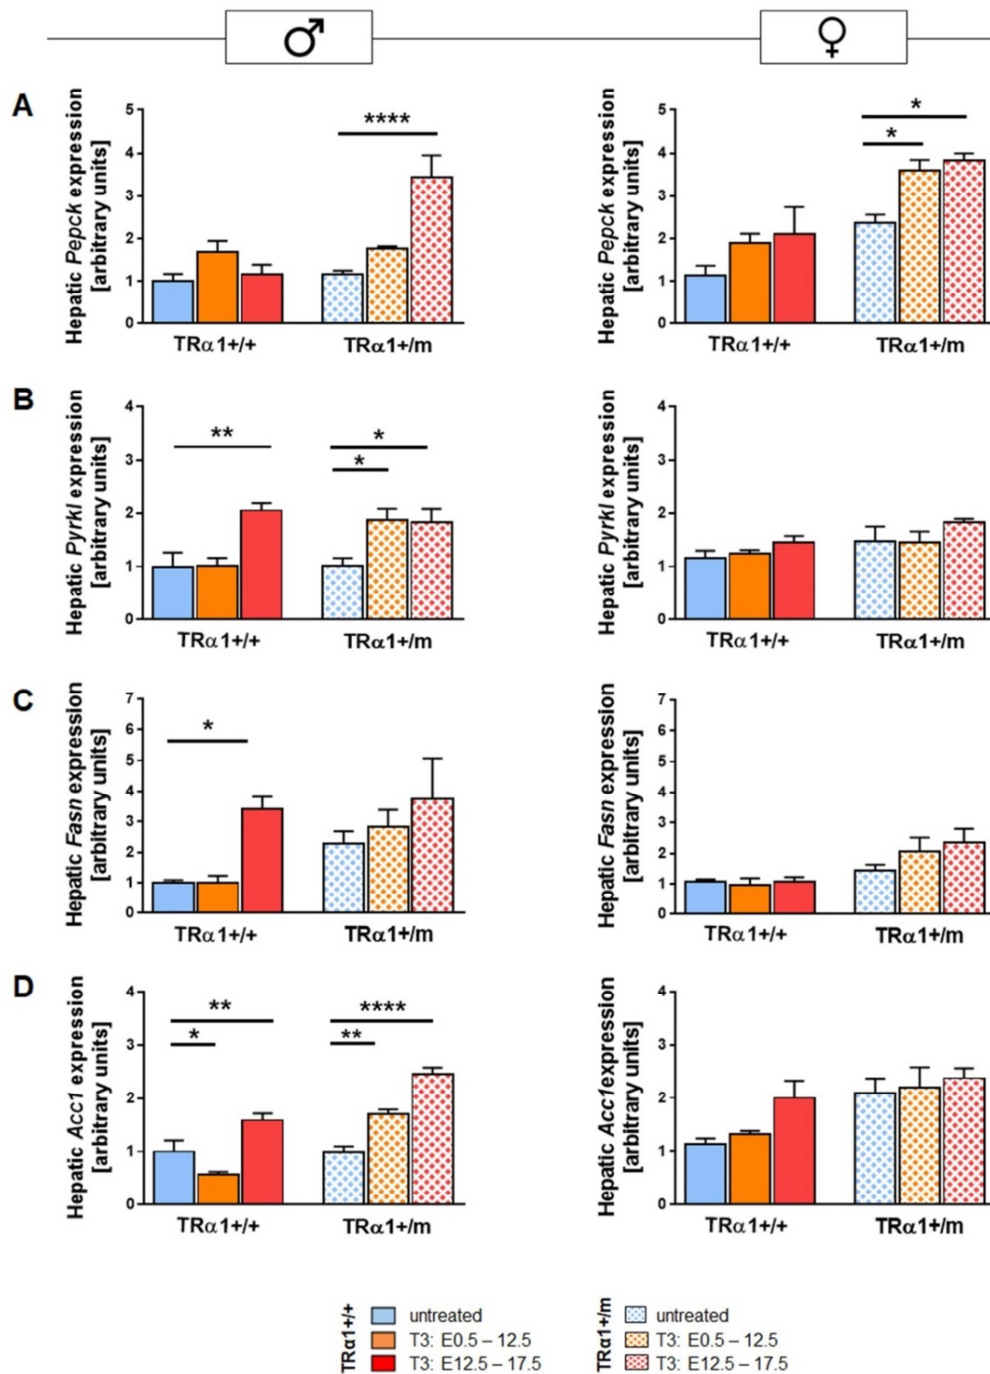 ♂ ♀
A
Hepatic Pepck expression
[arbitrary units]
5
4
3
2
1
0
****
TRα1+/+ TRα1+/m
Hepatic Pepck expression
[arbitrary units]
5
4
3
2
1
0
*
*
TRα1+/+ TRα1+/m
B
Hepatic Pyrkl expression
[arbitrary units]
4
3
2
1
0
**
*
*
TRα1+/+ TRα1+/m
Hepatic Pyrkl expression
[arbitrary units]
4
3
2
1
0
TRα1+/+ TRα1+/m
C
Hepatic Fasn expression
[arbitrary units]
7
6
5
4
3
2
1
0
*
TRα1+/+ TRα1+/m
Hepatic Fasn expression
[arbitrary units]
7
6
5
4
3
2
1
0
TRα1+/+ TRα1+/m
D
Hepatic Acc1 expression
[arbitrary units]
4
3
2
1
0
**
*
****
**
TRα1+/+ TRα1+/m
Hepatic Acc1expression
[arbitrary units]
4
3
2
1
0
TRα1+/+ TRα1+/m
TRα1+/+
untreated
T3: E0.5 – 12.5
T3: E12.5 – 17.5
TRα1+/m
untreated
T3: E0.5 – 12.5
T3: E12.5 – 17.5